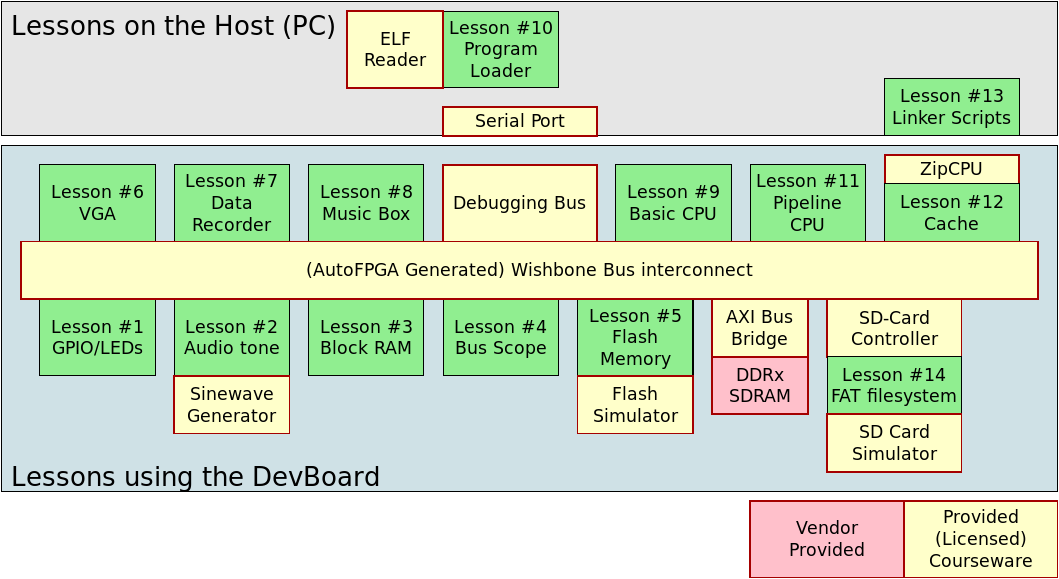 Lessons on the Host (PC)
ELF
Reader
Lesson #10
Program
Loader
Serial Port
Lesson #13
Linker Scripts
Lesson #6
VGA
Lesson #7
Data
Recorder
Lesson #8
Music Box
Debugging Bus
Lesson #9
Basic CPU
Lesson #11
Pipeline
CPU
ZipCPU
Lesson #12
Cache
(AutoFPGA Generated) Wishbone Bus interconnect
Lesson #1
GPIO/LEDs
Lesson #2
Audio tone
Sinewave
Generator
Lesson #3
Block RAM
Lesson #4
Bus Scope
Lesson #5
Flash
Memory
Flash
Simulator
AXI Bus
Bridge
DDRx
SDRAM
SD-Card
Controller
Lesson #14
FAT filesystem
SD Card
Simulator
Lessons using the DevBoard
Vendor
Provided
Provided
(Licensed)
Courseware